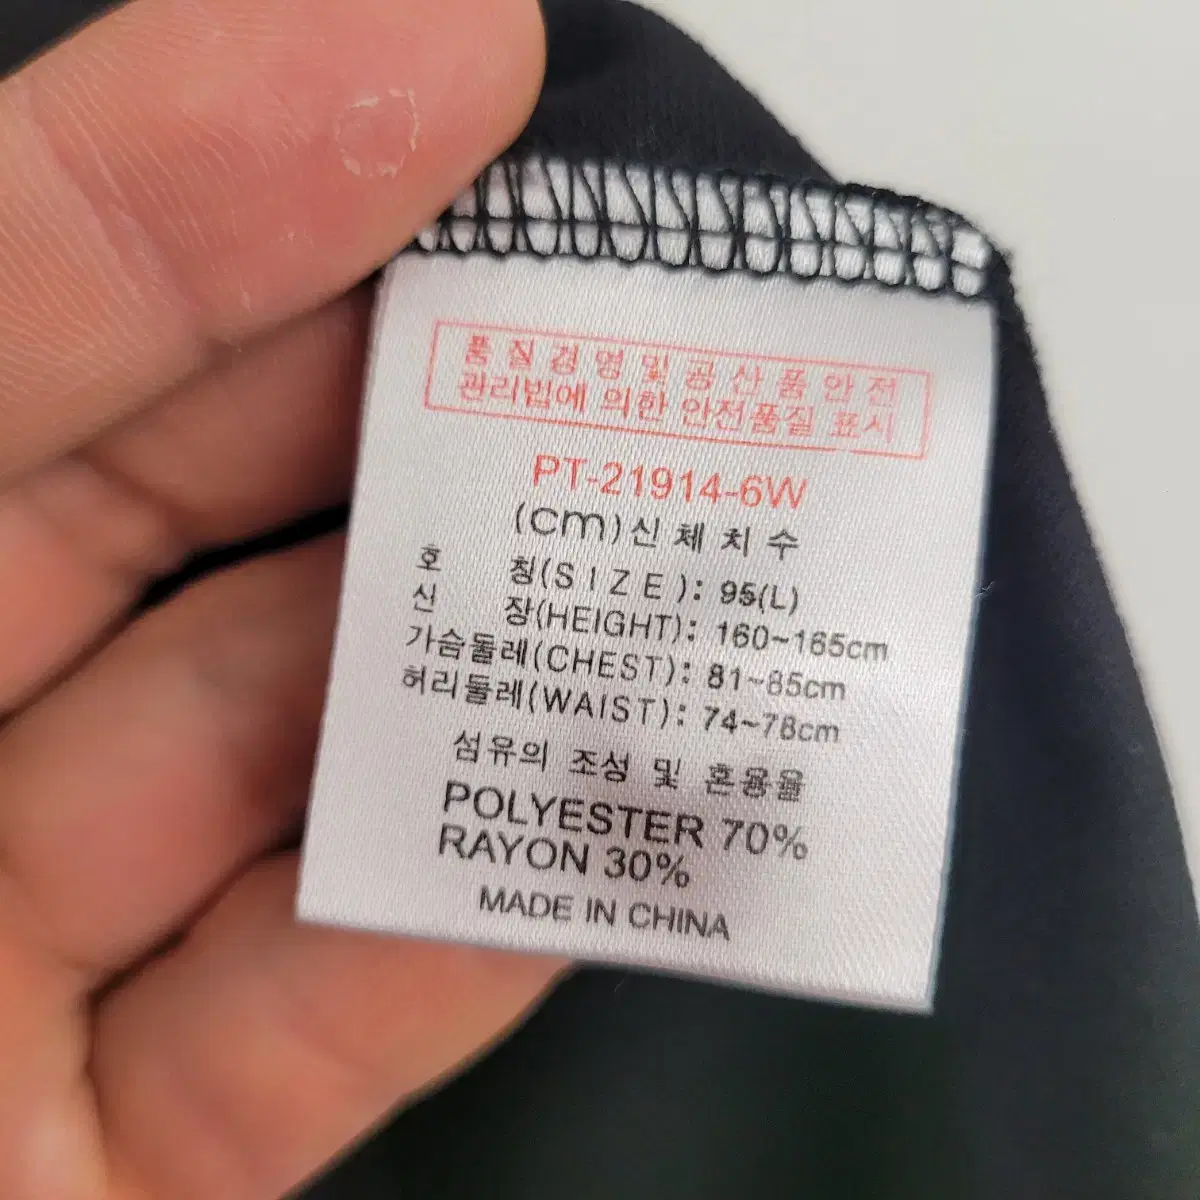 품 질 경 영 및 공 산 품 안 전
관리법에 의한 안전품질 표시
PT-21914-6W
(cm)신 체 치 수
호 칭(S I Z E ): 95(L)
신 장(HEIGHT): 160~165cm
가슴둘레(CHEST): 81~85cm
허리둘레(WAIST): 74~78cm
섬유의 조성 및 혼용율
POLYESTER 70%
RAYON 30%
MADE IN CHINA